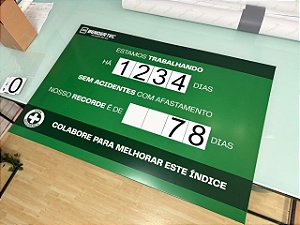 ESTAMOS TRABALHANDO
HÁ 1234 DIAS
SEM ACIDENTES COM AFASTAMENTO
NOSSO RECORDE É DE 78 DIAS
COLABORE PARA MELHORAR ESTE ÍNDICE
.0